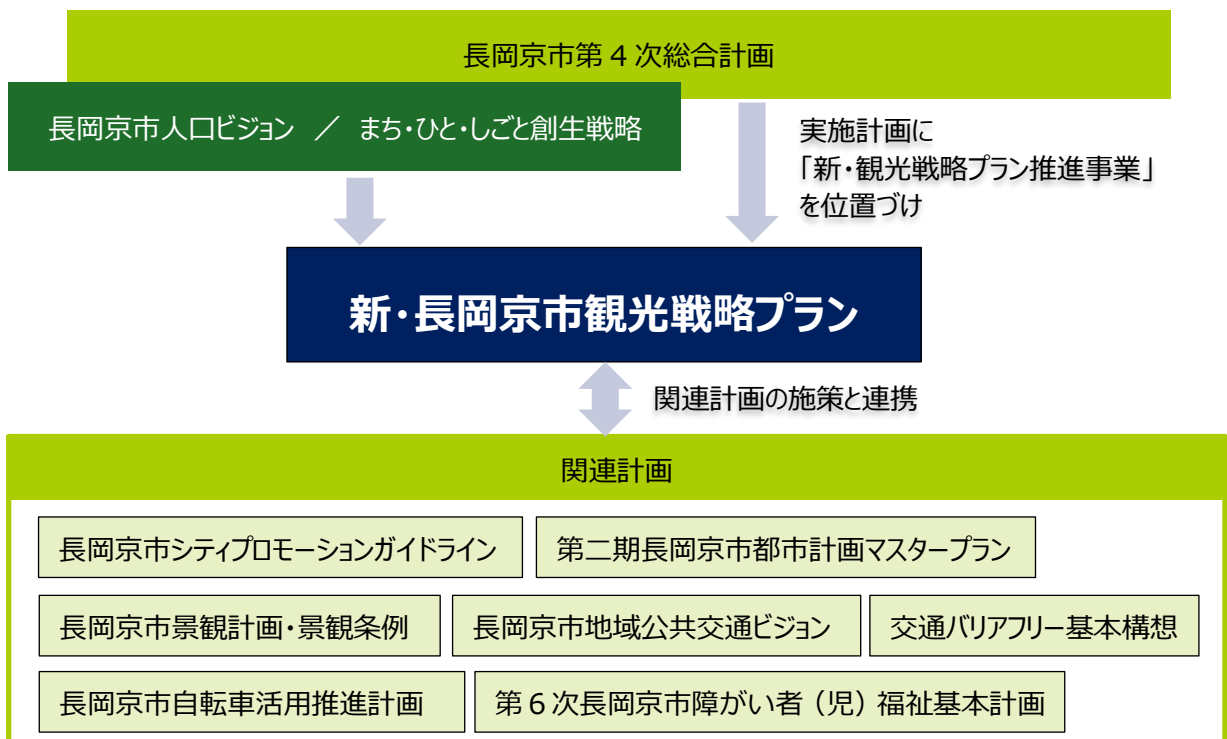 長岡京市第4次総合計画
長岡京市人口ビジョン ／ まち・ひと・しごと創生戦略
実施計画に
「新・観光戦略プラン推進事業」
を位置づけ
新・長岡京市観光戦略プラン
関連計画の施策と連携
関連計画
長岡京市シティプロモーションガイドライン
第二期長岡京市都市計画マスタープラン
長岡京市景観計画・景観条例
長岡京市地域公共交通ビジョン
交通バリアフリー基本構想
長岡京市自転車活用推進計画
第6次長岡京市障がい者（児）福祉基本計画